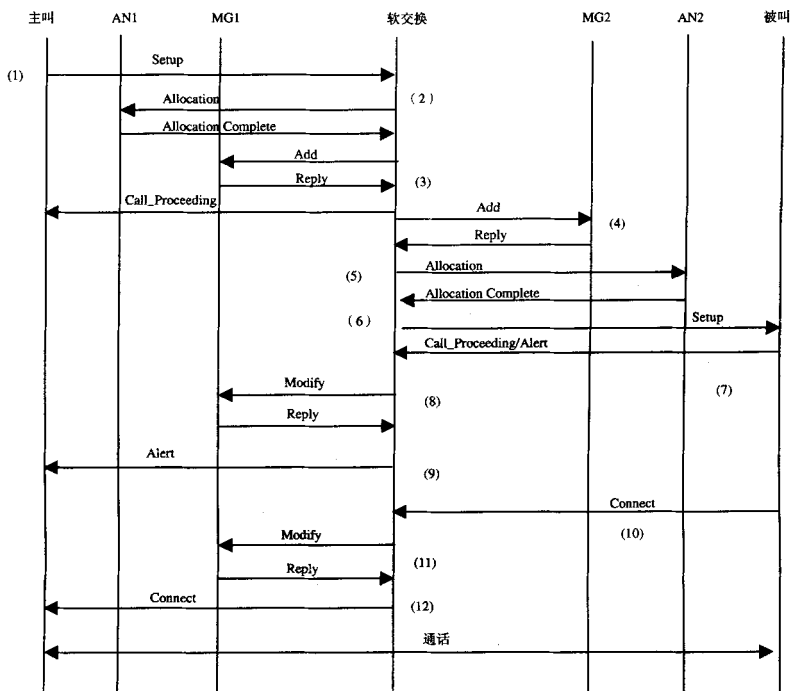 主叫 AN1 MG1 软交换 MG2 AN2 被叫
Setup
(1)
Allocation
(2)
Allocation Complete
Add
Reply
(3)
Call_Proceeding
Add
(4)
Reply
(5)
Allocation
Allocation Complete
(6)
Setup
Call_Proceeding/Alert
Modify
(7)
(8)
Reply
Alert
(9)
Connect
(10)
Modify
(11)
Reply
Connect
(12)
通话